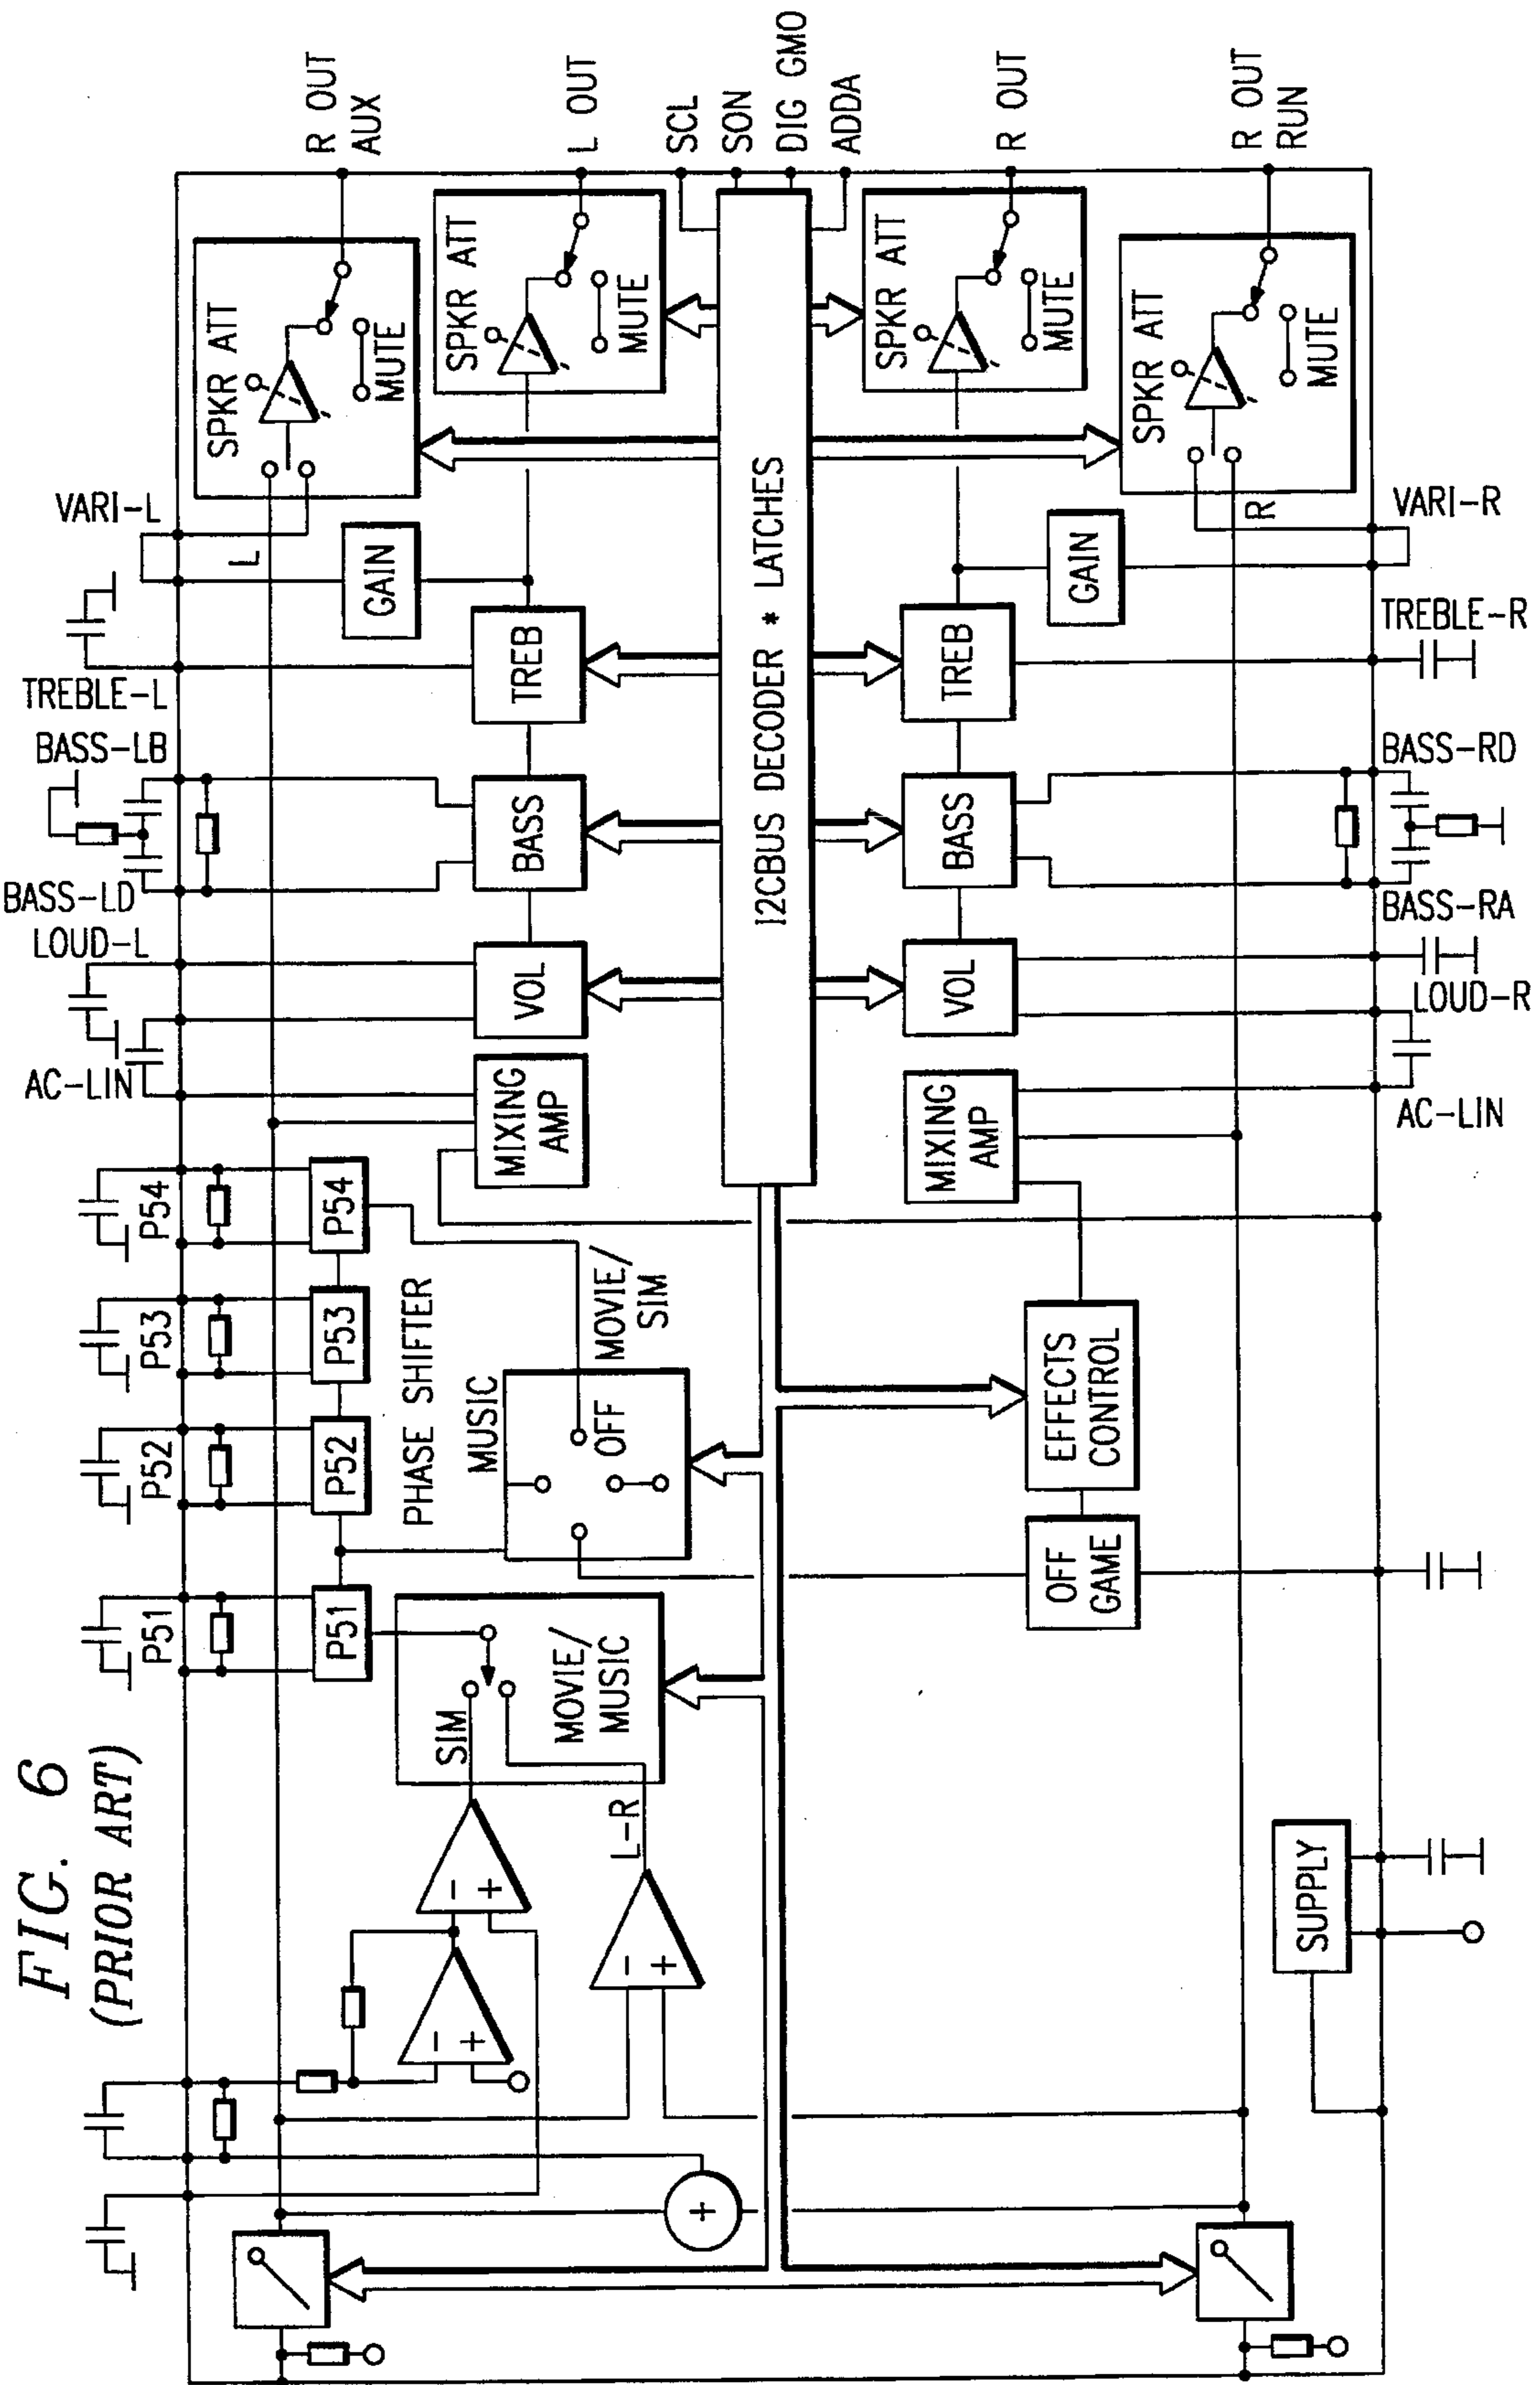 FIG. 6
(PRIOR ART)
P51
P52
P53
P54
AC-LIN
LOUD-L
BASS-LD
BASS-LB
TREBLE-L
VARI-L
R OUT
AUX
L OUT
SCL
SON
DIG GMO
ADDA
R OUT
R OUT
RUN
P51
P52
P53
P54
PHASE SHIFTER
L
GAIN
SPKR ATT
MUTE
SPKR ATT
MUTE
-
+
-
+
SIM
MOVIE/
MUSIC
MUSIC
OFF
MOVIE/
SIM
MIXING
AMP
VOL
BASS
TREB
-
+
L-R
+
I2CBUS DECODER * LATCHES
OFF
GAME
EFFECTS
CONTROL
MIXING
AMP
VOL
BASS
TREB
GAIN
SPKR ATT
MUTE
R
SPKR ATT
MUTE
SUPPLY
AC-LIN
LOUD-R
BASS-RA
BASS-RD
TREBLE-R
VARI-R